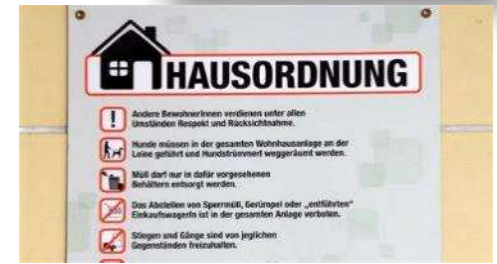 HAUSORDNUNG
Andere BewohnerInnen verdienen unter allen
Umständen Respekt und Rücksichtnahme.
Hunde müssen in der gesamten Wohnhausanlage an der
Leine geführt und Hundstrümmerl weggeräumt werden.
Müll darf nur in dafür vorgesehenen
Behältern entsorgt werden.
Das Abstellen von Sperrmüll, Gerümpel oder „entführten“
Einkaufswagerln ist in der gesamten Anlage verboten.
Stiegen und Gänge sind von jeglichen
Gegenständen freizuhalten.